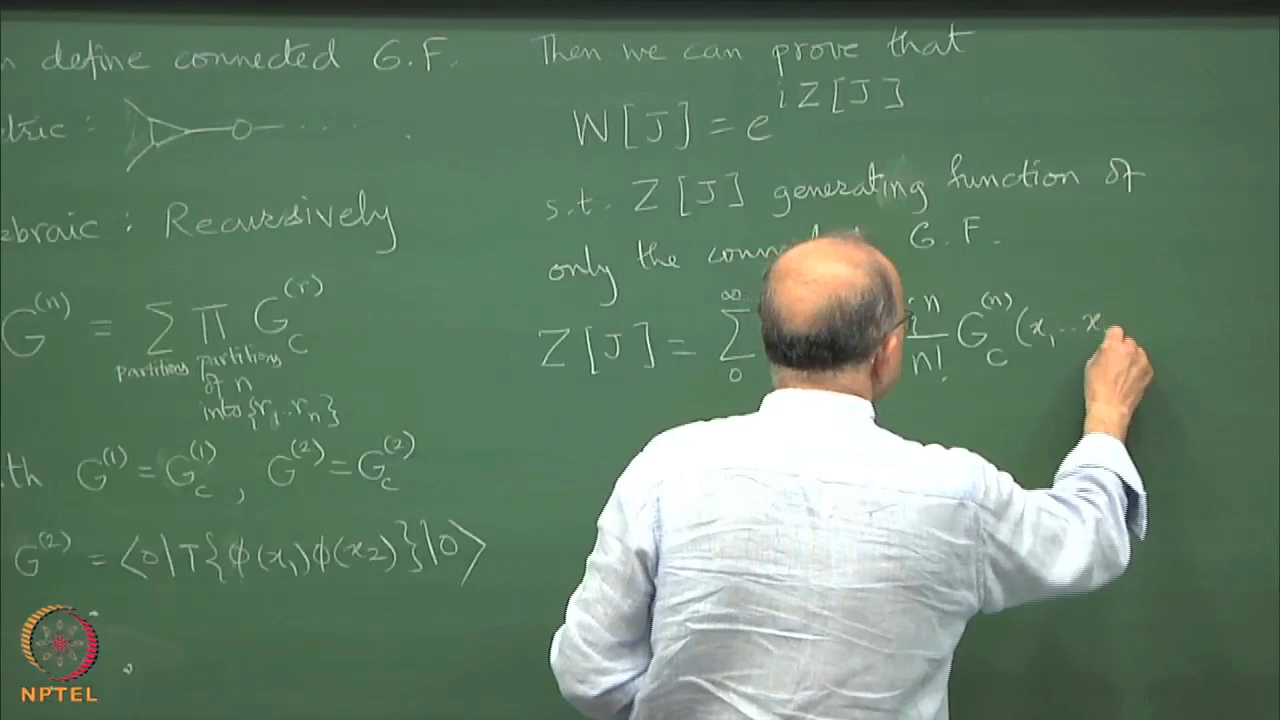 n define connected G.F.
tric :
ebraic : Recursively
G^(n) ≡ Σ Π G_c^(r)
partitions partitions
of n
into {r_1..r_n}
th G^(1) = G_c^(1), G^(2) = G_c^(2)
G^(2) = ⟨0|T{ϕ(x_1)ϕ(x_2)}|0⟩
Then we can prove that
W[J] = e^{iZ[J]}
s.t. Z[J] generating function of
only the G.F.
Z[J] = Σ_0^∞ i^n/n! G_c^(n) (x_1..x
NPTEL